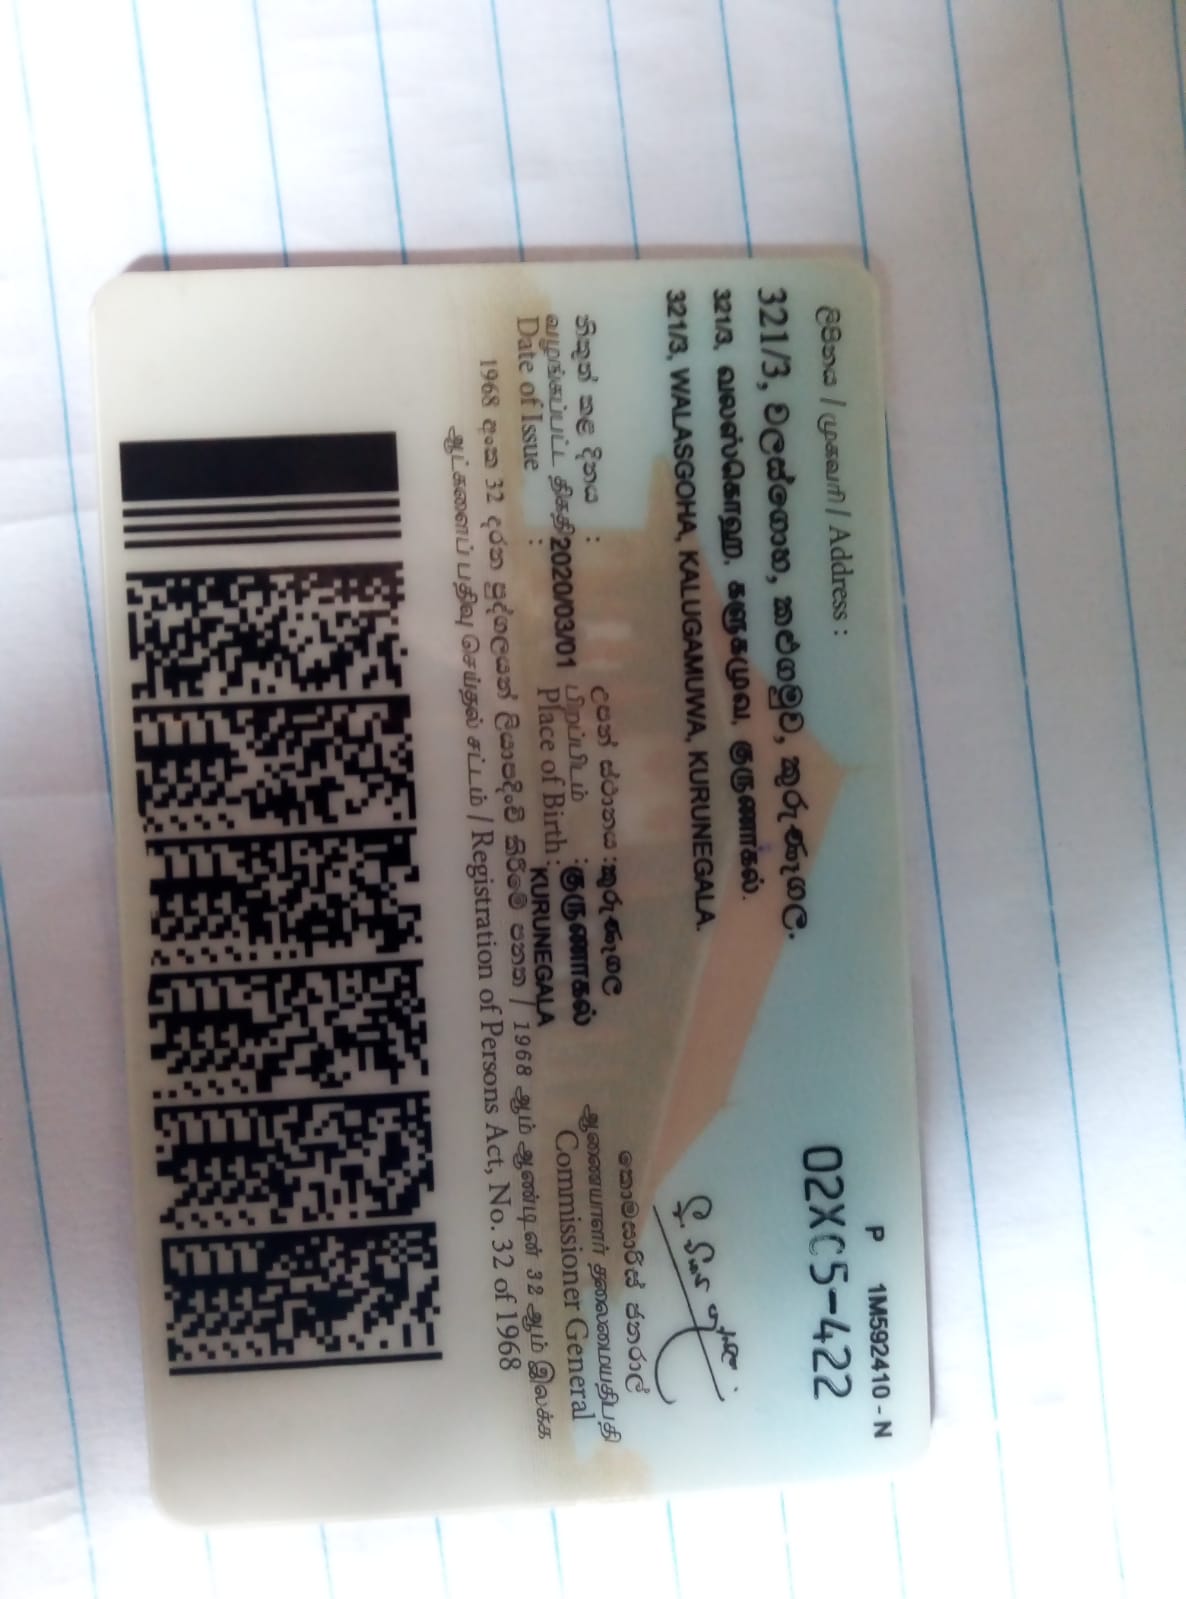 P 1M592410 - N
ලිපිනය / முகவரி / Address :
02XC5-422
321/3, වලස්ගොහ, කළුගමුව, කුරුණෑගල.
321/3, வலஸ்கொஹ, களுகமுவ, குருணாகல்.
321/3, WALASGOHA, KALUGAMUWA, KURUNEGALA.
නිකුත් කළ දිනය :
வழங்கப்பட்ட திகதி 2020/03/01
Date of Issue :
උපන් ස්ථානය : කුරුණෑගල
பிறப்பிடம் : குருணாகல்
Place of Birth : KURUNEGALA
කොමසාරිස් ජනරාල්
ஆணையாளர் தலைமையதிபதி
Commissioner General
1968 අංක 32 දරන පුද්ගලයන් ලියාපදිංචි කිරීමේ පනත / 1968 ஆம் ஆண்டின் 32 ஆம் இலக்க
ஆட்களைப் பதிவு செய்தல் சட்டம் / Registration of Persons Act, No. 32 of 1968